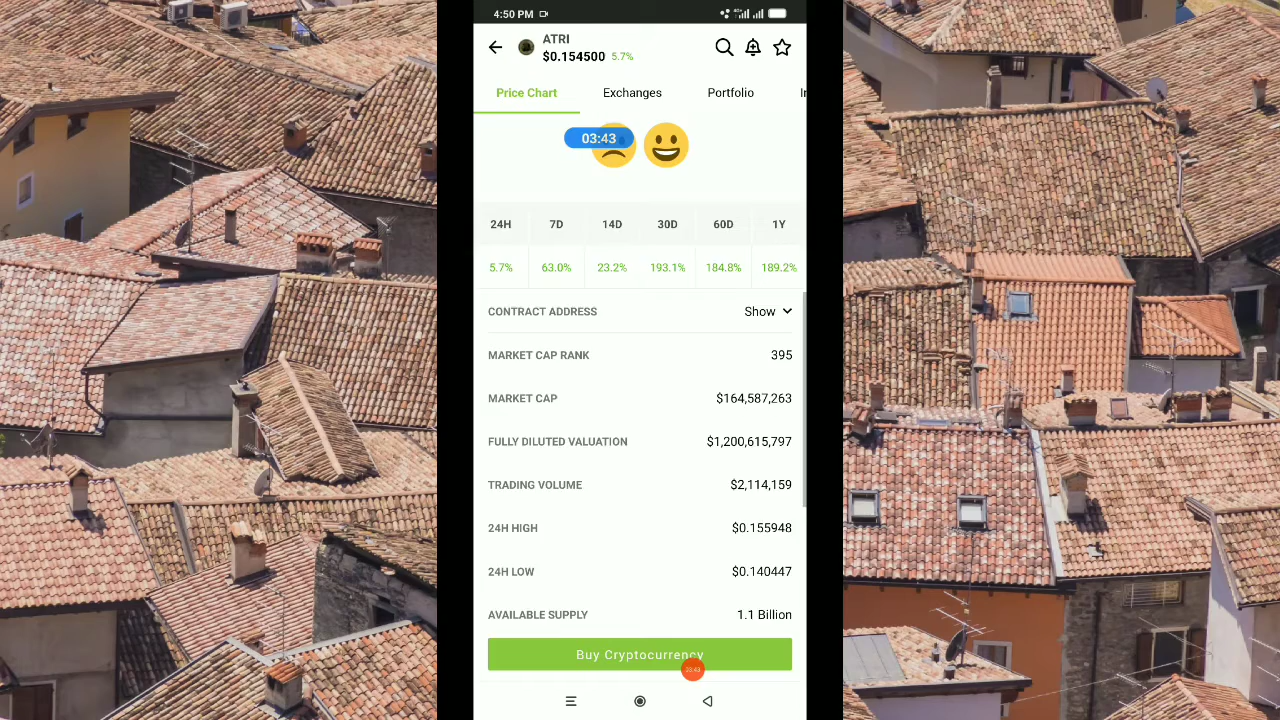 4:50 PM
4G
ATRI
$0.154500 5.7%
Price Chart Exchanges Portfolio
03:43
24H 7D 14D 30D 60D 1Y
5.7% 63.0% 23.2% 193.1% 184.8% 189.2%
CONTRACT ADDRESS Show
MARKET CAP RANK 395
MARKET CAP $164,587,263
FULLY DILUTED VALUATION $1,200,615,797
TRADING VOLUME $2,114,159
24H HIGH $0.155948
24H LOW $0.140447
AVAILABLE SUPPLY 1.1 Billion
Buy Cryptocurrency
03:43